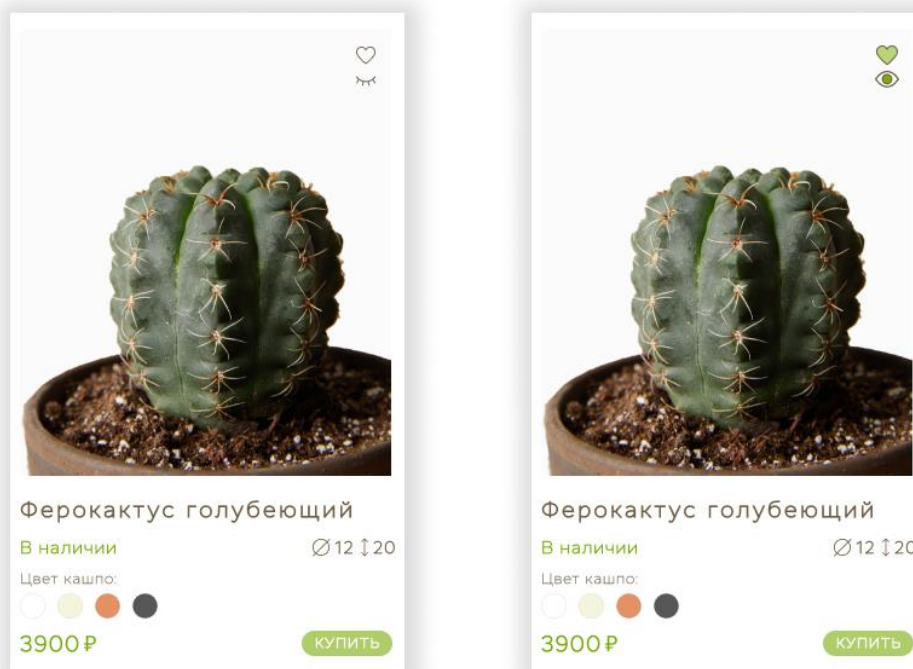 Ферокактус голубеющий
В наличии ⌀12 ↕20
Цвет кашпо:
3900 ₽ КУПИТЬ
Ферокактус голубеющий
В наличии ⌀12 ↕20
Цвет кашпо:
3900 ₽ КУПИТЬ